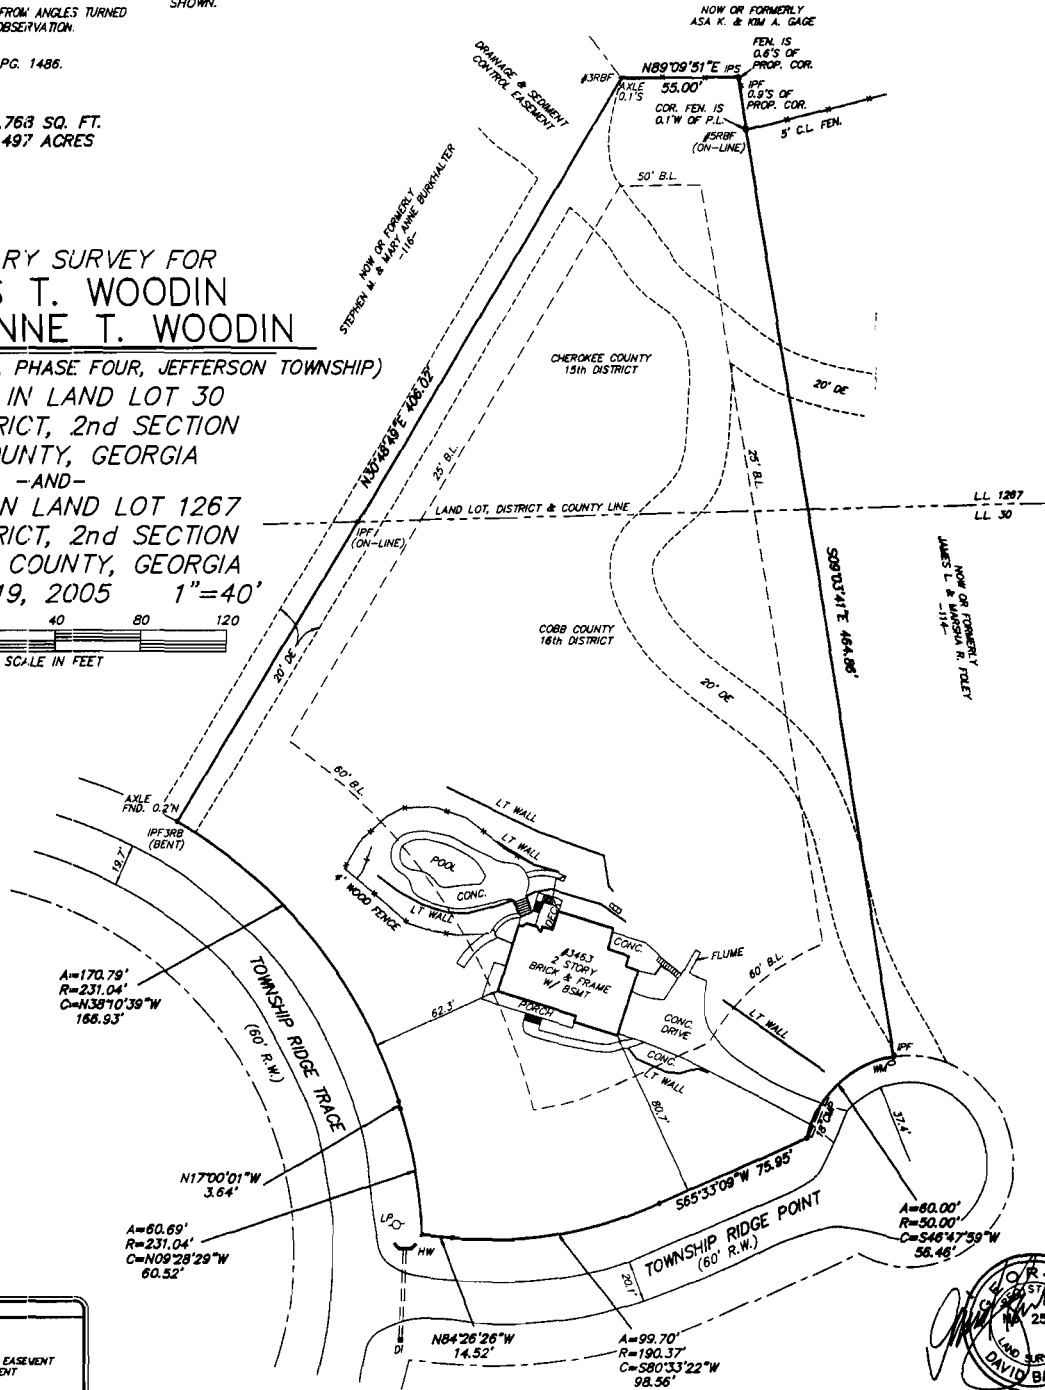 SHOWN.
FROM ANGLES TURNED
OBSERVATION.
PG. 1486.
,768 SQ. FT.
497 ACRES
RY SURVEY FOR
S T. WOODIN
NNE T. WOODIN
PHASE FOUR, JEFFERSON TOWNSHIP)
IN LAND LOT 30
RICT, 2nd SECTION
OUNTY, GEORGIA
-AND-
N LAND LOT 1267
RICT, 2nd SECTION
COUNTY, GEORGIA
19, 2005 1"=40'
40 80 120
SCALE IN FEET
NOW OR FORMERLY
ASA K. & KIM A. GAGE
FEN. IS
0.6'S OF
PROP. COR.
N89°09'51"E IPS
55.00'
#3RBF
AXLE
0.1'S
IPF
0.9'S OF
PROP. COR.
COR. FEN. IS
0.1'W OF P.L.
#5RBF
(ON-LINE)
5' C.L. FEN.
DRAINAGE & SEDIMENT
CONTROL EASEMENT
NOW OR FORMERLY
STEPHEN M. & MARY ANNE BURKHALTER
-116-
50' B.L.
CHEROKEE COUNTY
15th DISTRICT
20' DE
N30°48'49"E 406.02'
25' B.L.
25' B.L.
LAND LOT, DISTRICT & COUNTY LINE
LL 1267
LL 30
IPF
(ON-LINE)
S09°03'41"E 464.86'
NOW OR FORMERLY
JAMES L. & MARSHA R. FOLEY
-114-
COBB COUNTY
16th DISTRICT
20' DE
20' DE
60' B.L.
AXLE
FND. 0.2'N
IPF3RB
(BENT)
19.7'
LT WALL
LT WALL
POOL
CONC.
4' WOOD FENCE
LT WALL
DECK
#3463
2 STORY
BRICK & FRAME
W/ BSMT
CONC.
FLUME
60' B.L.
PORCH
CONC.
DRIVE
LT WALL
CONC.
LT WALL
62.3'
80.7'
A=170.79'
R=231.04'
C=N38°10'39"W
166.93'
TOWNSHIP RIDGE TRACE
(60' R.W.)
IPF
WM
18" CMP
37.4'
N17°00'01"W
3.64'
S65°33'09"W 75.95'
A=60.69'
R=231.04'
C=N09°28'29"W
60.52'
LP
HW
DI
TOWNSHIP RIDGE POINT
(60' R.W.)
20.1'
A=60.00'
R=50.00'
C=S46°47'59"W
56.46'
N84°26'26"W
14.52'
A=99.70'
R=190.37'
C=S80°33'22"W
98.56'
EASEMENT
ENT
GEOR
25
LAND SUR
DAVID B